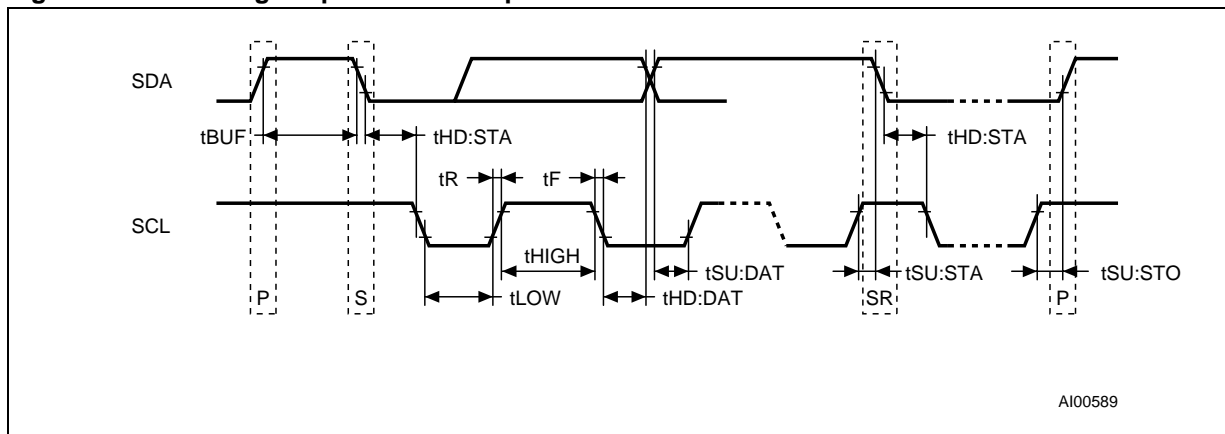 SDA
tBUF
tHD:STA
tHD:STA
tR
tF
SCL
tHIGH
tSU:DAT
tSU:STA
tSU:STO
P
S
tLOW
tHD:DAT
SR
P
AI00589